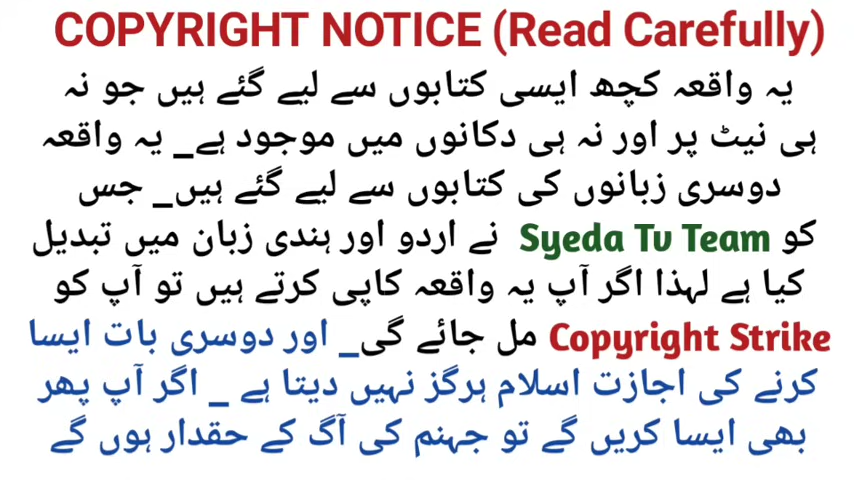 COPYRIGHT NOTICE (Read Carefully)
یہ واقعہ کچھ ایسی کتابوں سے لیے گئے ہیں جو نہ
ہی نیٹ پر اور نہ ہی دکانوں میں موجود ہے_ یہ واقعہ
دوسری زبانوں کی کتابوں سے لیے گئے ہیں_ جس
کو Syeda Tv Team نے اردو اور ہندی زبان میں تبدیل
کیا ہے لہذا اگر آپ یہ واقعہ کاپی کرتے ہیں تو آپ کو
Copyright Strike مل جائے گی_ اور دوسری بات ایسا
کرنے کی اجازت اسلام ہرگز نہیں دیتا ہے _ اگر آپ پھر
بھی ایسا کریں گے تو جہنم کی آگ کے حقدار ہوں گے